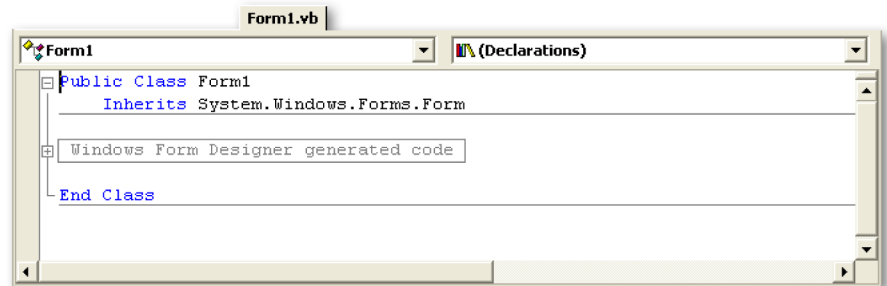 Form1.vb
Form1 (Declarations)
Public Class Form1
Inherits System.Windows.Forms.Form
Windows Form Designer generated code
End Class